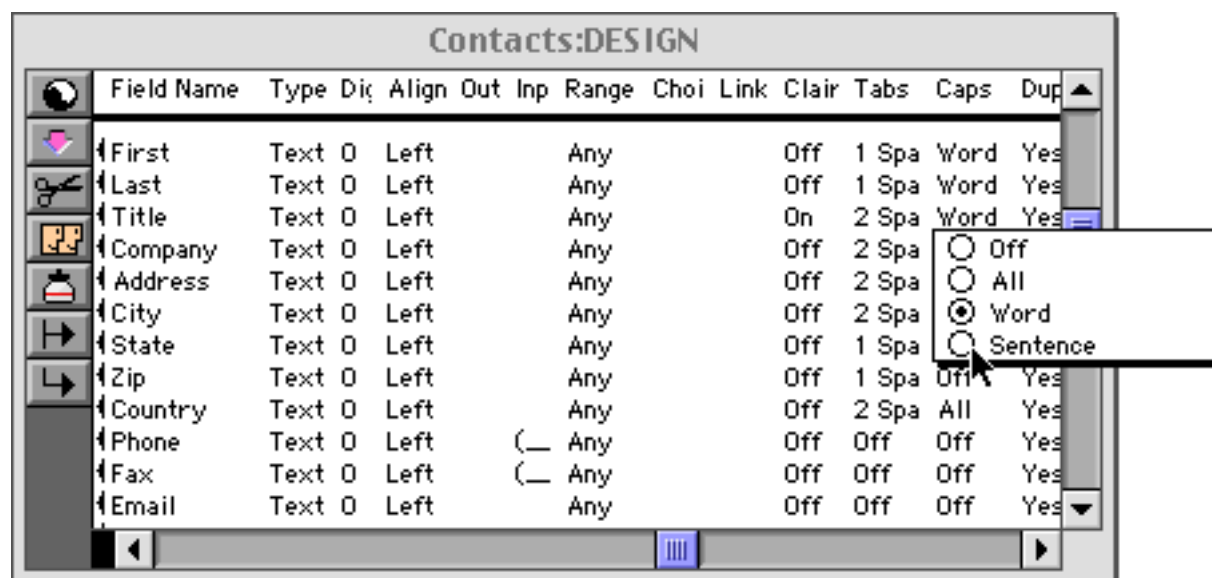 Contacts:DESIGN
Field Name Type Dig Align Out Inp Range Choi Link Clair Tabs Caps Dup
First Text 0 Left Any Off 1 Spa Word Yes
Last Text 0 Left Any Off 1 Spa Word Yes
Title Text 0 Left Any On 2 Spa Word Yes
Company Text 0 Left Any Off 2 Spa Off
Address Text 0 Left Any Off 2 Spa All
City Text 0 Left Any Off 2 Spa Word
State Text 0 Left Any Off 1 Spa Sentence
Zip Text 0 Left Any Off 1 Spa Off Yes
Country Text 0 Left Any Off 2 Spa All Yes
Phone Text 0 Left (_ Any Off Off Off Yes
Fax Text 0 Left (_ Any Off Off Off Yes
Email Text 0 Left Any Off Off Off Yes